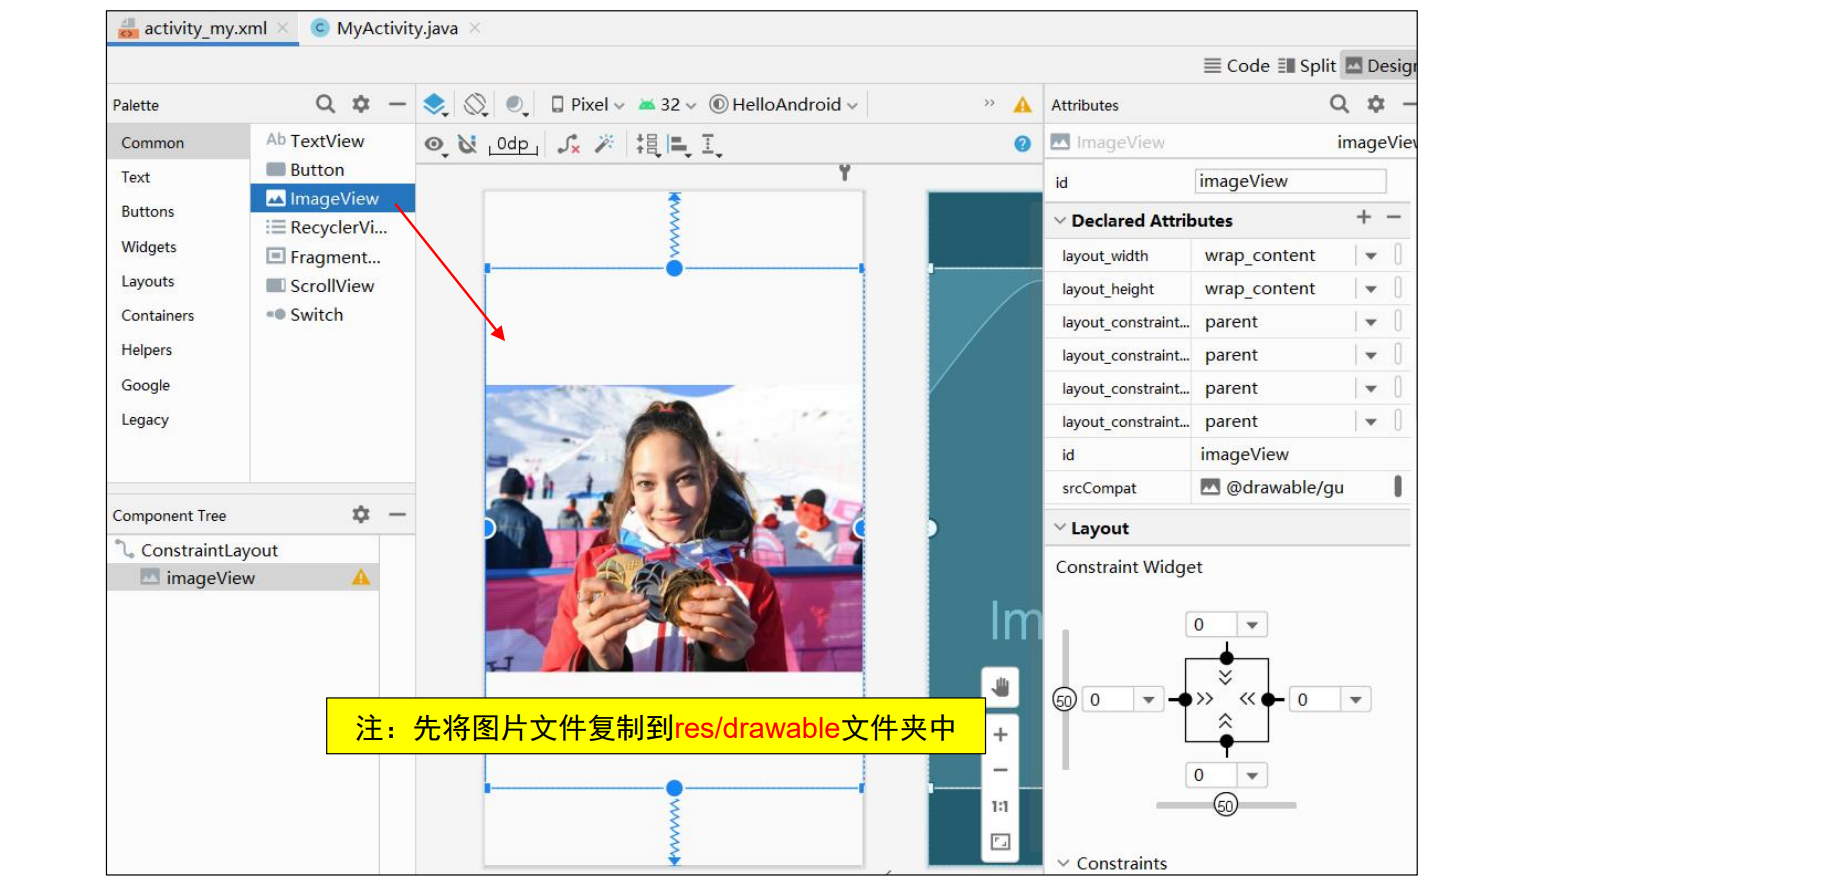 activity_my.xml
MyActivity.java
Code
Split
Design
Palette
Pixel
32
HelloAndroid
Attributes
Common
Text
Buttons
Widgets
Layouts
Containers
Helpers
Google
Legacy
Ab TextView
Button
ImageView
RecyclerVi...
Fragment...
ScrollView
Switch
0dp
ImageView
imageView
id
imageView
Declared Attributes
layout_width
wrap_content
layout_height
wrap_content
layout_constraint...
parent
layout_constraint...
parent
layout_constraint...
parent
layout_constraint...
parent
id
imageView
srcCompat
@drawable/gu
Component Tree
ConstraintLayout
imageView
Layout
Constraint Widget
0
50
0
0
0
50
Im
1:1
注：先将图片文件复制到res/drawable文件夹中
Constraints